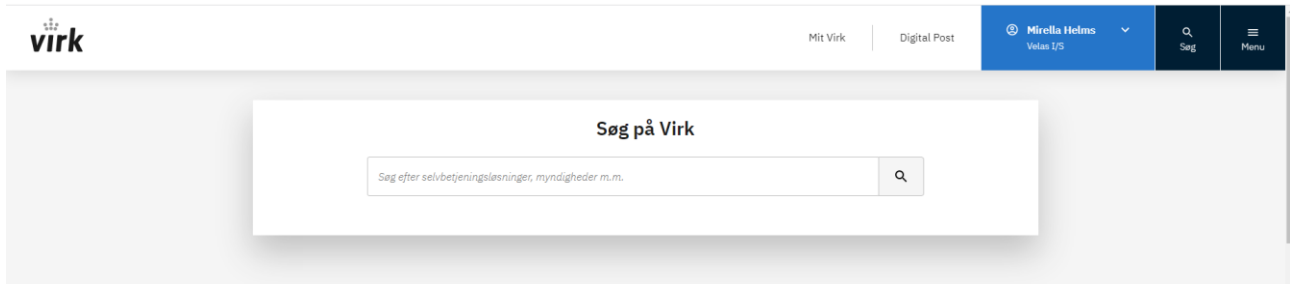 virk
Mit Virk
Digital Post
Mirella Helms
Velas I/S
Søg
Menu
Søg på Virk
Søg efter selvbetjeningsløsninger, myndigheder m.m.